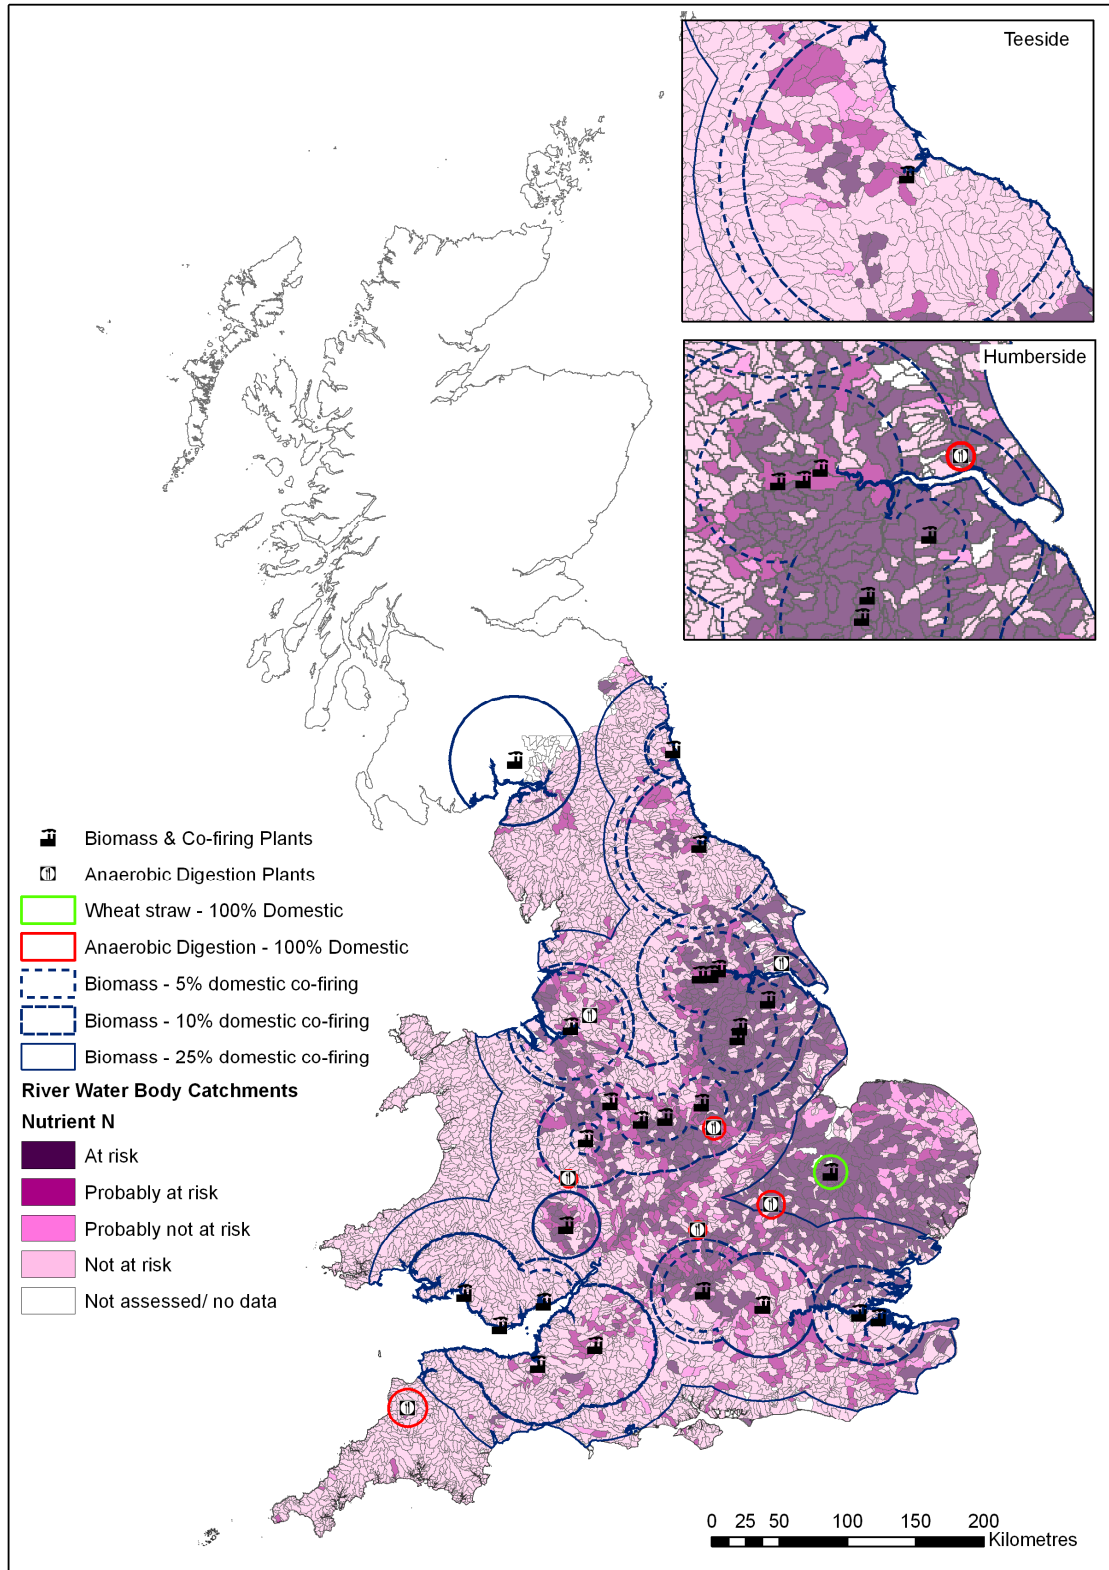 Teeside
Humberside
Biomass & Co-firing Plants
Anaerobic Digestion Plants
Wheat straw - 100% Domestic
Anaerobic Digestion - 100% Domestic
Biomass - 5% domestic co-firing
Biomass - 10% domestic co-firing
Biomass - 25% domestic co-firing
River Water Body Catchments
Nutrient N
At risk
Probably at risk
Probably not at risk
Not at risk
Not assessed/ no data
0 25 50 100 150 200
Kilometres